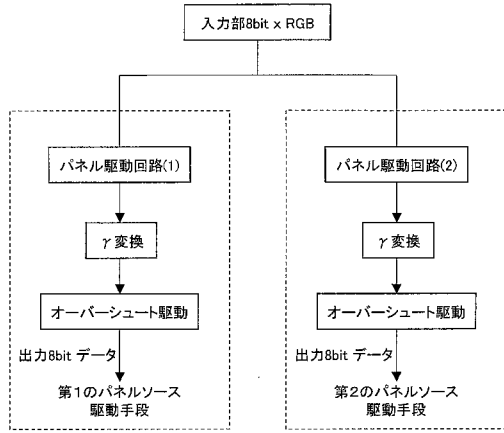 入力部8bit x RGB
パネル駆動回路(1)
γ変換
オーバーシュート駆動
出力8bit データ
第1のパネルソース
駆動手段
パネル駆動回路(2)
γ変換
オーバーシュート駆動
出力8bit データ
第2のパネルソース
駆動手段